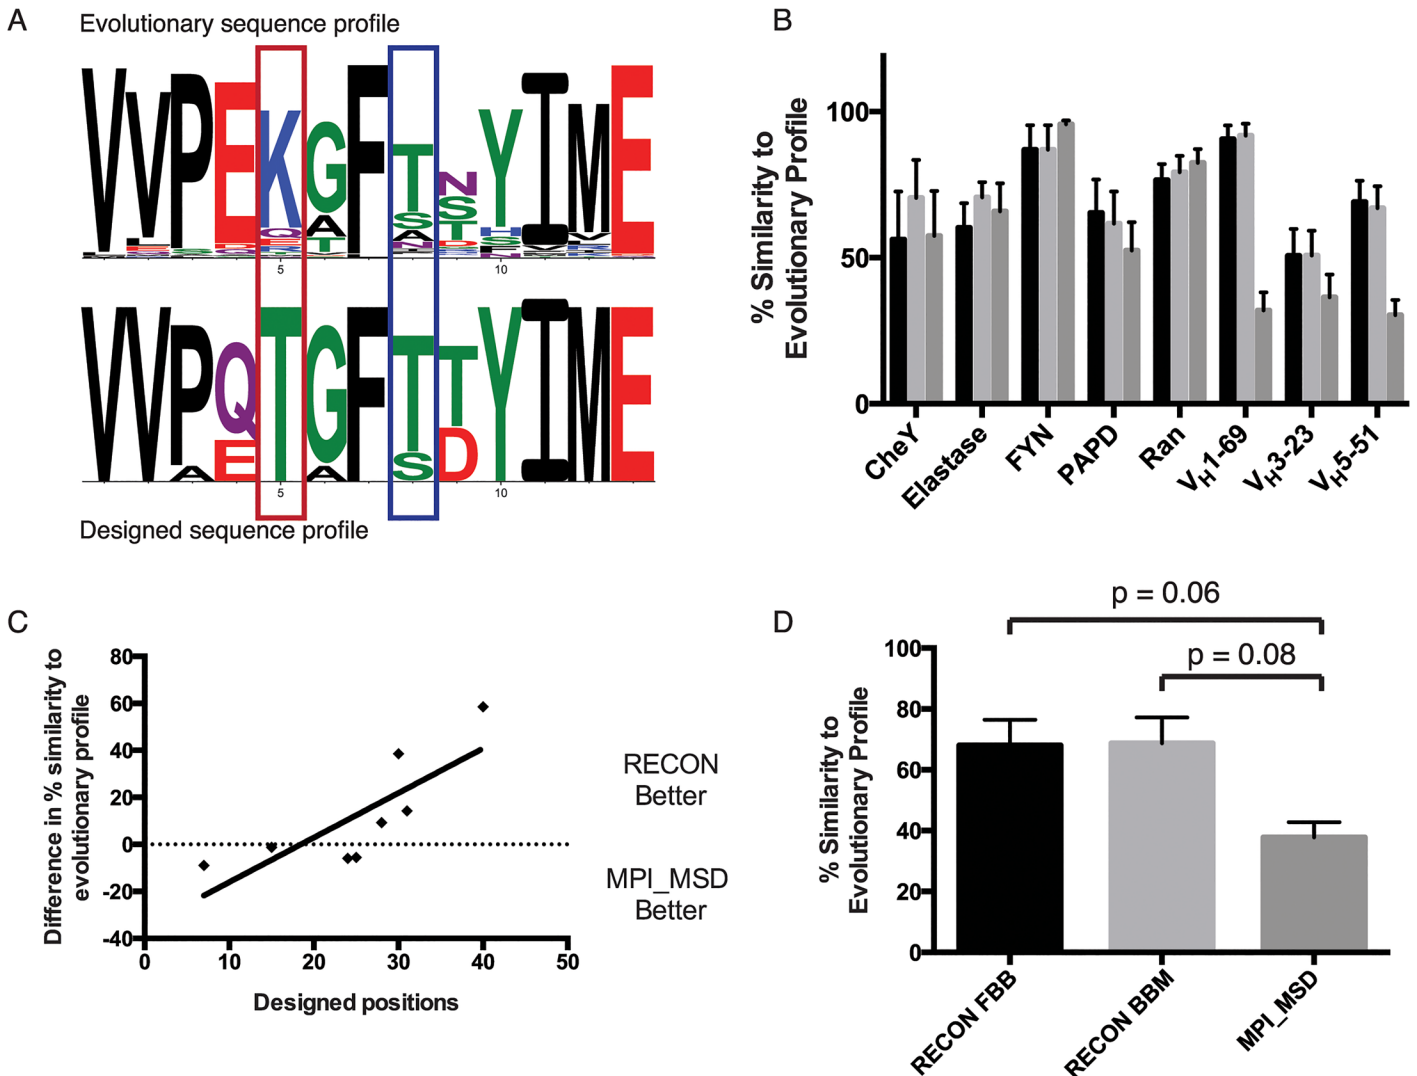 A
Evolutionary sequence profile
5
10
5
10
Designed sequence profile
B
% Similarity to
Evolutionary Profile
100
50
0
CheY
Elastase
FYN
PAPD
Ran
VH1-69
VH3-23
VH5-51
C
Difference in % similarity to
evolutionary profile
80
60
40
20
0
-20
-40
0
10
20
30
40
50
Designed positions
RECON
Better
MPI_MSD
Better
D
p = 0.06
p = 0.08
% Similarity to
Evolutionary Profile
100
80
60
40
20
0
RECON FBB
RECON BBM
MPI_MSD